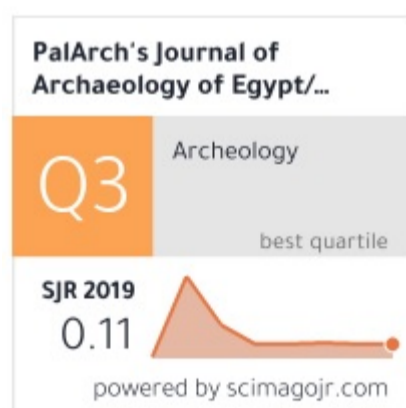 PalArch's Journal of
Archaeology of Egypt/...
Q3
Archeology
best quartile
SJR 2019
0.11
powered by scimagojr.com